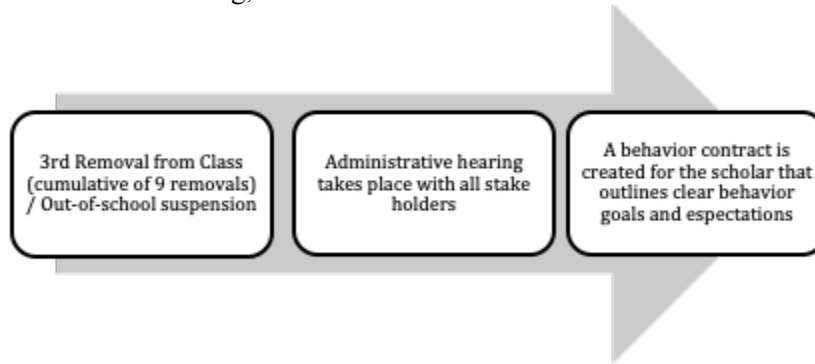 3rd Removal from Class
(cumulative of 9 removals)
/ Out-of-school suspension
Administrative hearing
takes place with all stake
holders
A behavior contract is
created for the scholar that
outlines clear behavior
goals and espectations